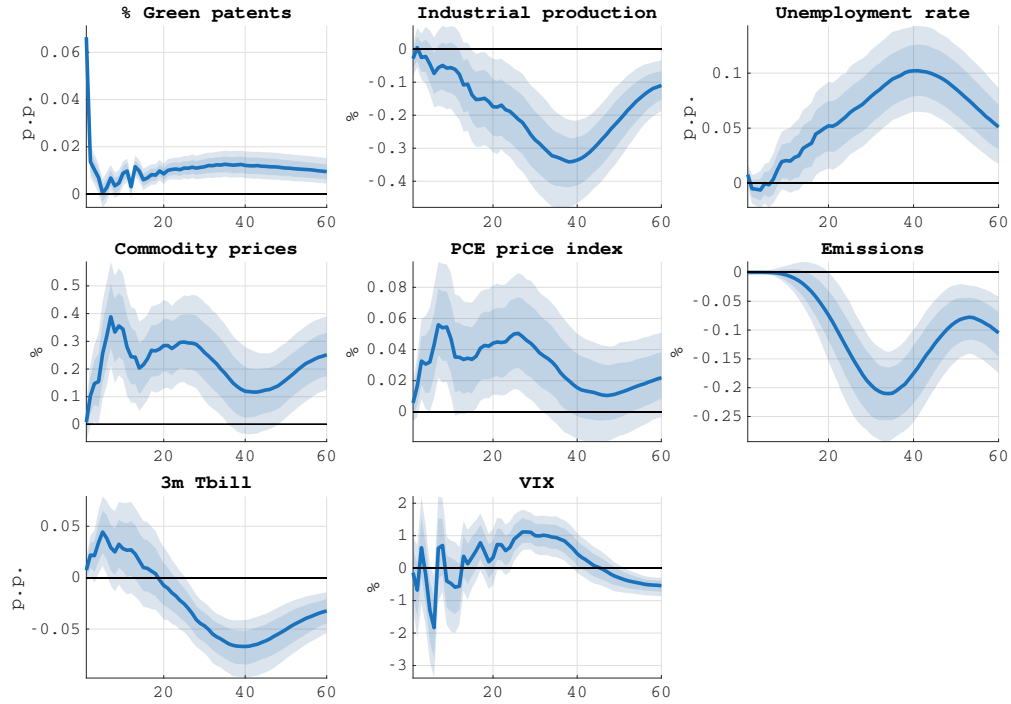 % Green patents
p.p.
0.06
0.04
0.02
0
20 40 60
Industrial production
%
0
-0.1
-0.2
-0.3
-0.4
20 40 60
Unemployment rate
p.p.
0.1
0.05
0
20 40 60
Commodity prices
%
0.5
0.4
0.3
0.2
0.1
0
20 40 60
PCE price index
%
0.08
0.06
0.04
0.02
0
20 40 60
Emissions
%
0
-0.05
-0.1
-0.15
-0.2
-0.25
20 40 60
3m Tbill
p.p.
0.05
0
-0.05
20 40 60
VIX
%
2
1
0
-1
-2
-3
20 40 60